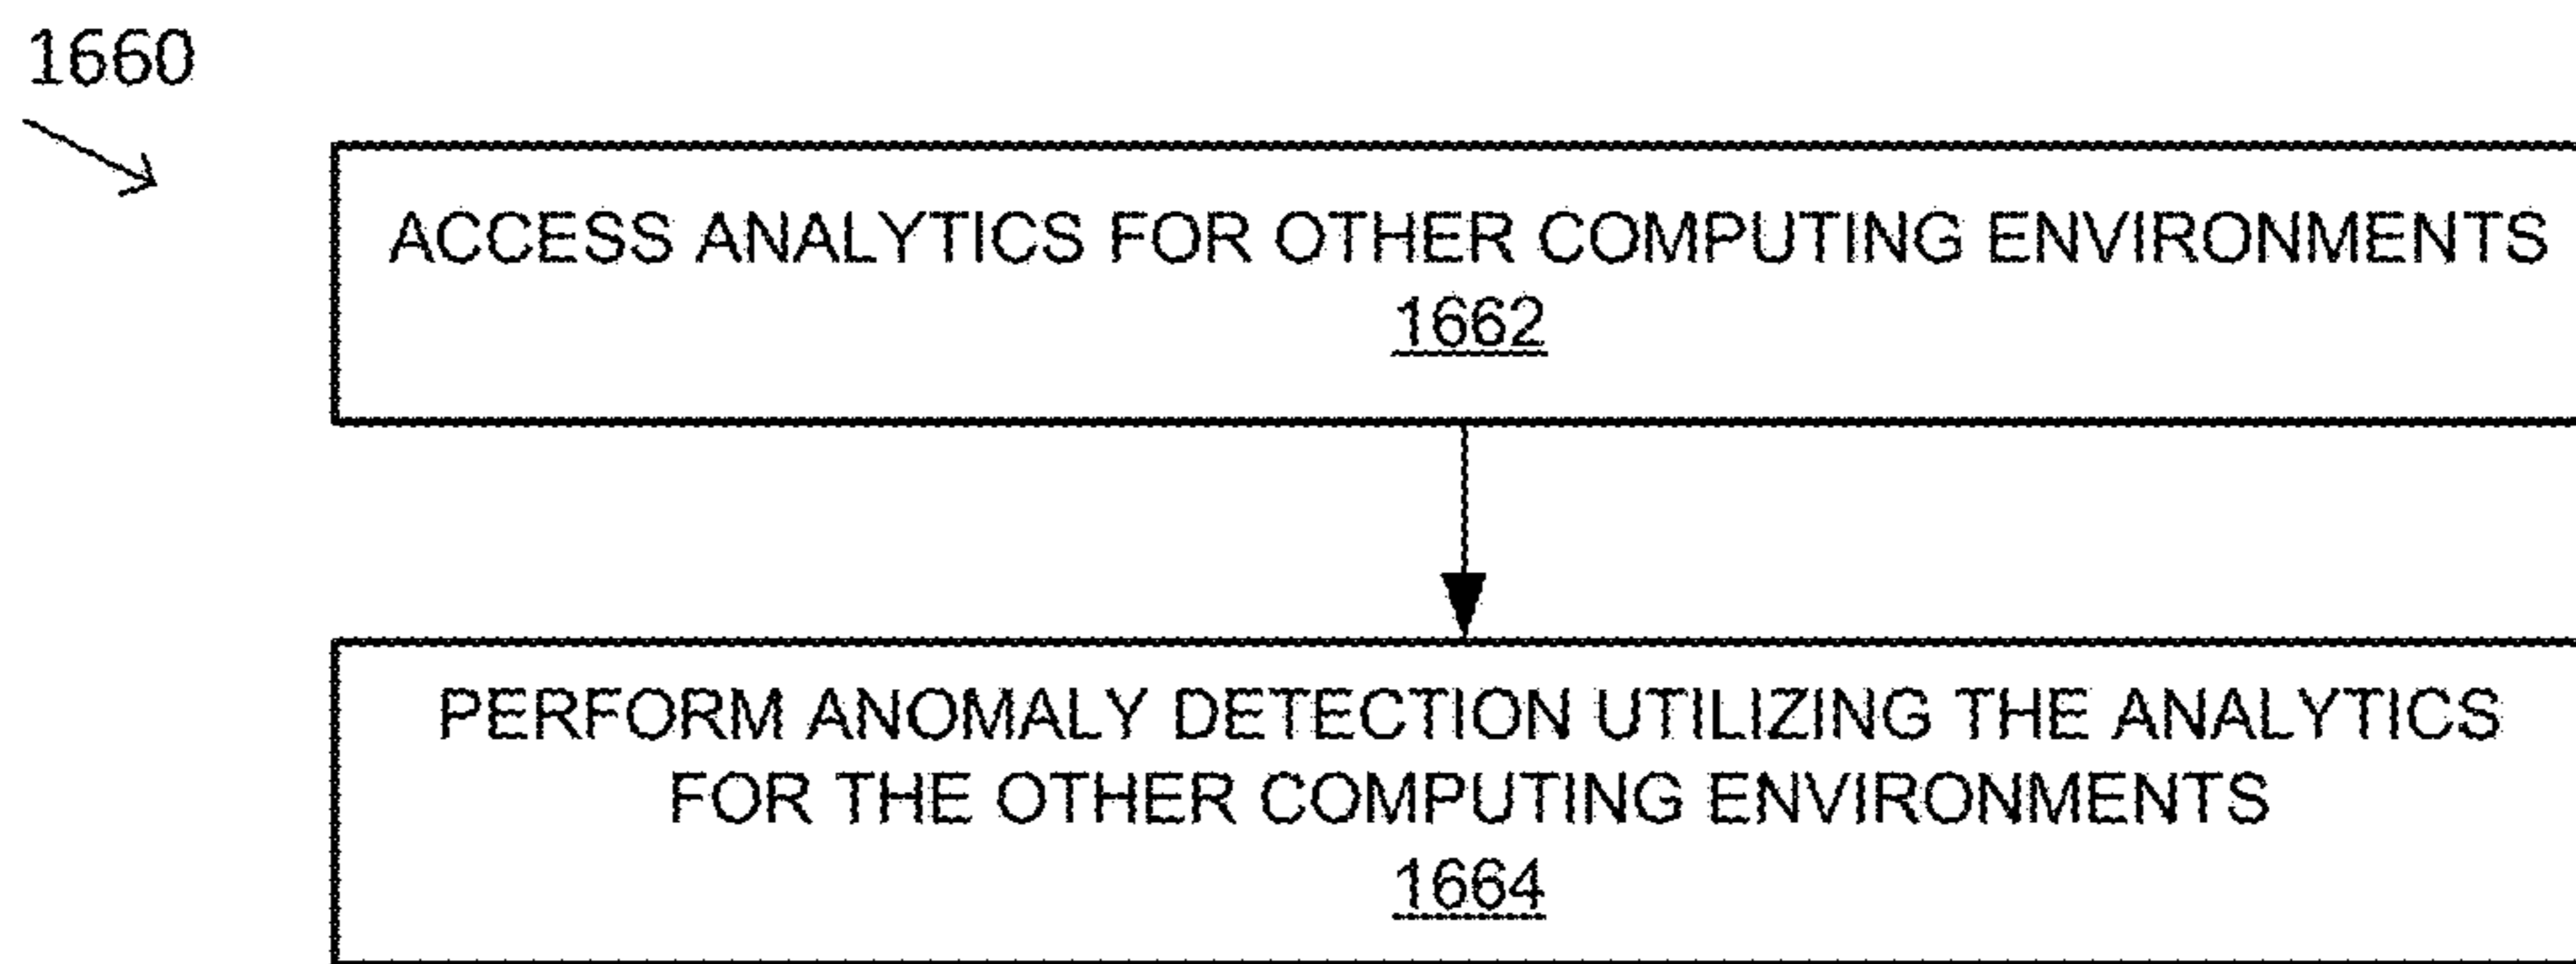 1660
ACCESS ANALYTICS FOR OTHER COMPUTING ENVIRONMENTS
1662
PERFORM ANOMALY DETECTION UTILIZING THE ANALYTICS
FOR THE OTHER COMPUTING ENVIRONMENTS
1664